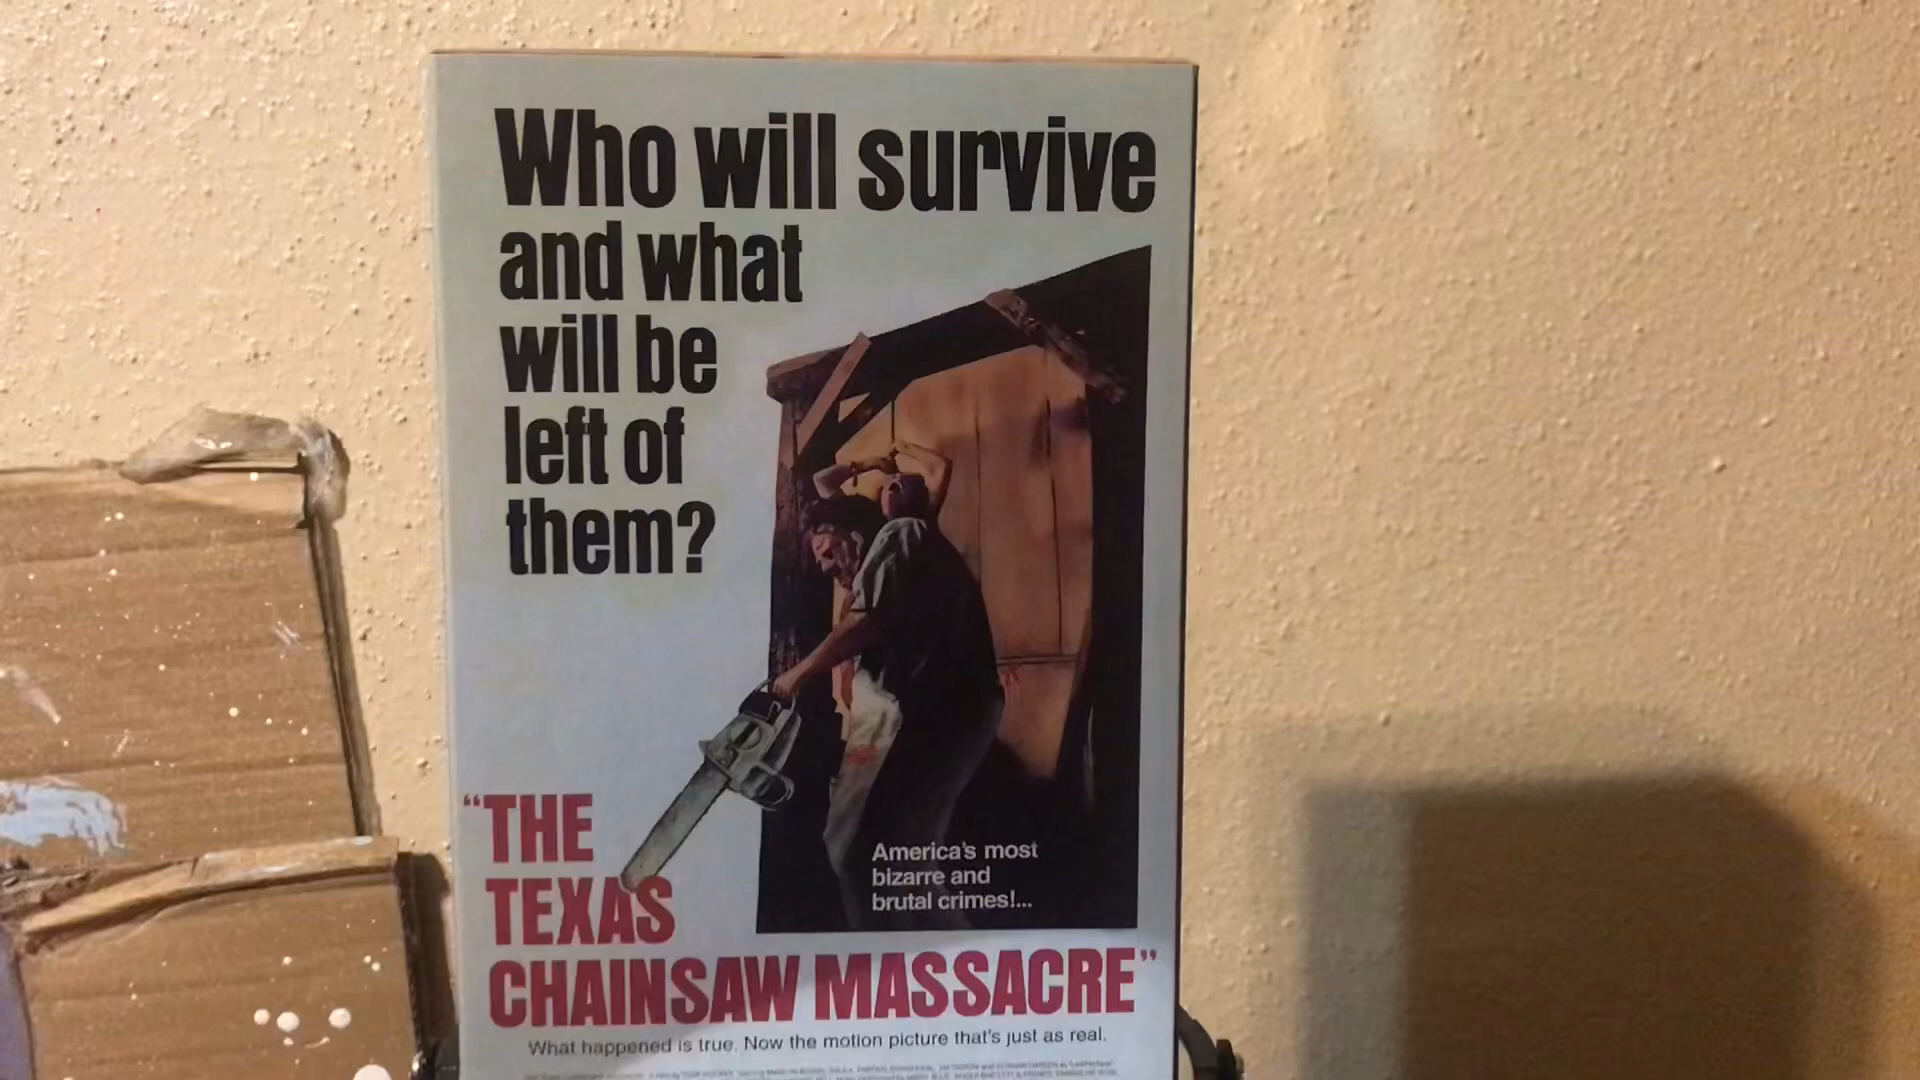 Who will survive
and what
will be
left of
them?
America's most
bizarre and
brutal crimes!...
“THE
TEXAS
CHAINSAW MASSACRE”
What happened is true. Now the motion picture that's just as real.